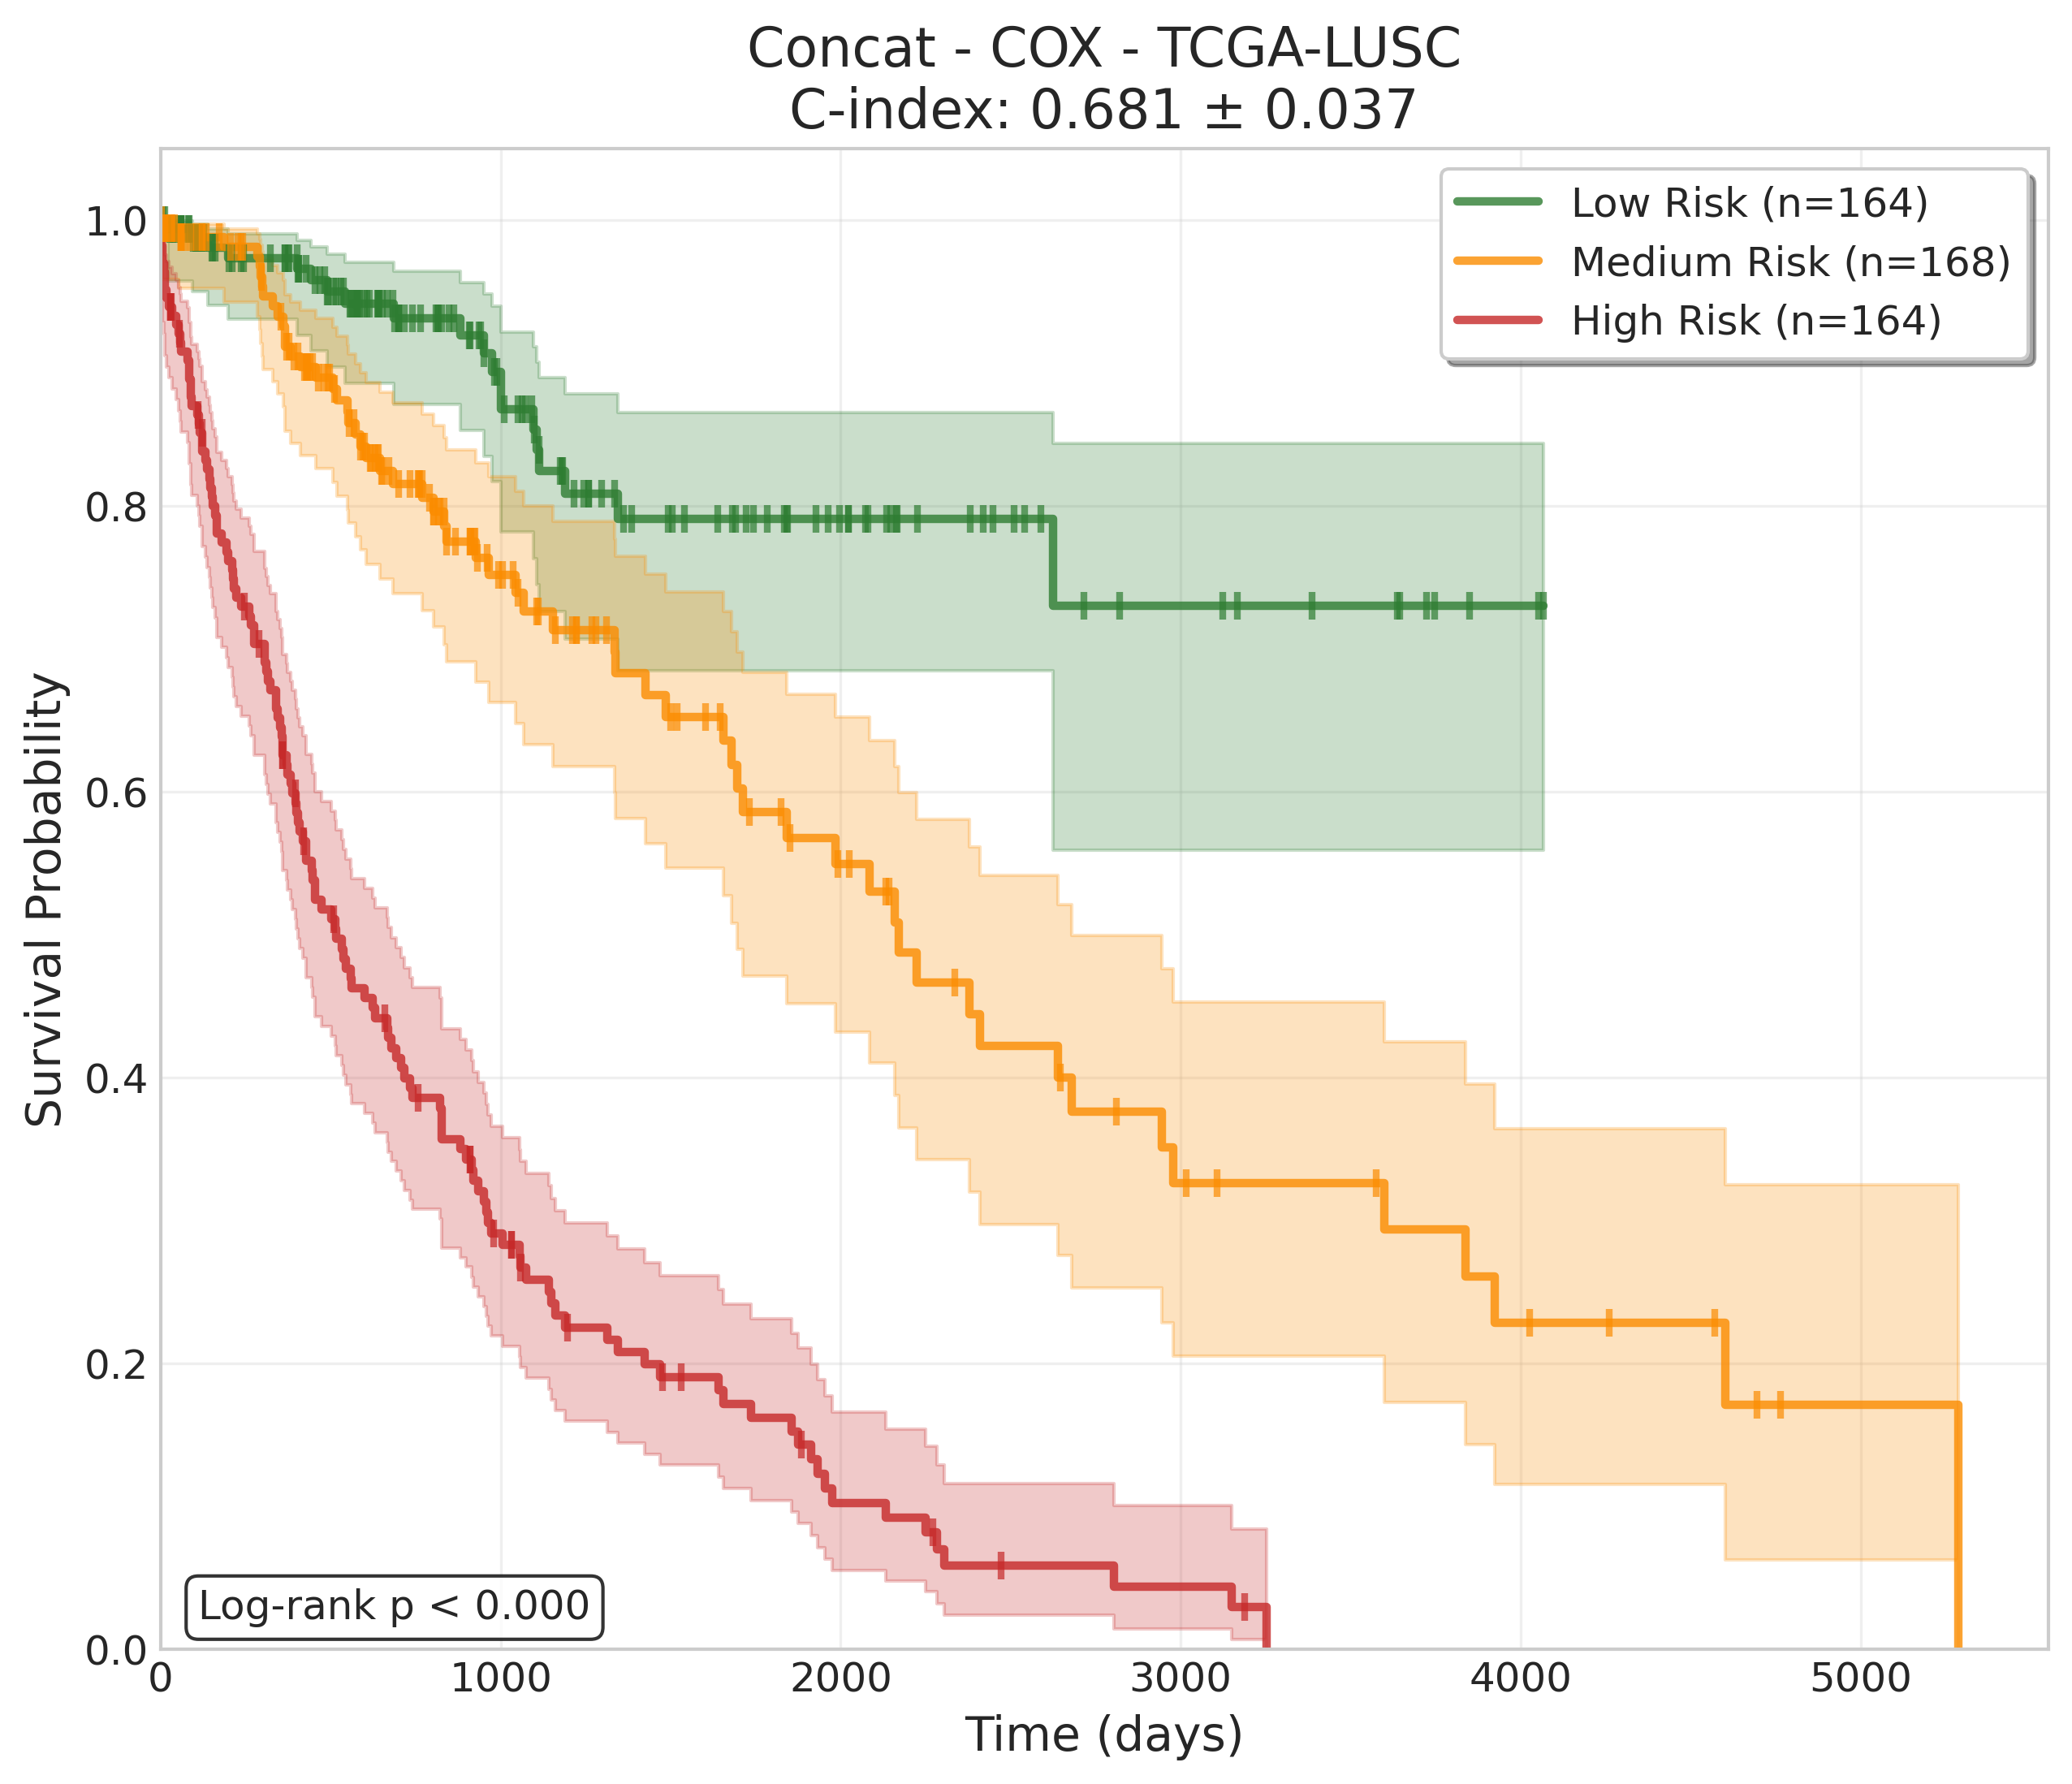 Concat - COX - TCGA-LUSC
C-index: 0.681 ± 0.037
Low Risk (n=164)
Medium Risk (n=168)
High Risk (n=164)
Survival Probability
1.0
0.8
0.6
0.4
0.2
0.0
Log-rank p < 0.000
0 1000 2000 3000 4000 5000
Time (days)